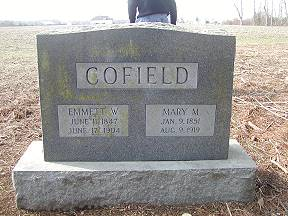 COFIELD
EMMETT W.
JUNE 11, 1847
JUNE 17, 1904
MARY M.
JAN. 9, 1851
AUG. 9, 1919